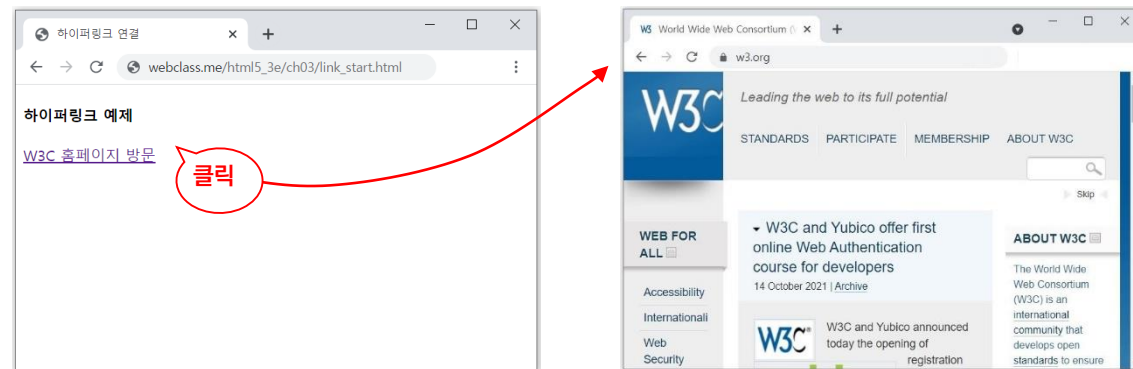 하이퍼링크 연결
webclass.me/html5_3e/ch03/link_start.html
하이퍼링크 예제
W3C 홈페이지 방문
클릭
W3 World Wide Web Consortium (
w3.org
W3C
Leading the web to its full potential
STANDARDS PARTICIPATE MEMBERSHIP ABOUT W3C
Skip
WEB FOR
ALL
Accessibility
Internationali
Web
Security
W3C and Yubico offer first
online Web Authentication
course for developers
14 October 2021 | Archive
W3C
W3C and Yubico announced
today the opening of
registration
ABOUT W3C
The World Wide
Web Consortium
(W3C) is an
international
community that
develops open
standards to ensure